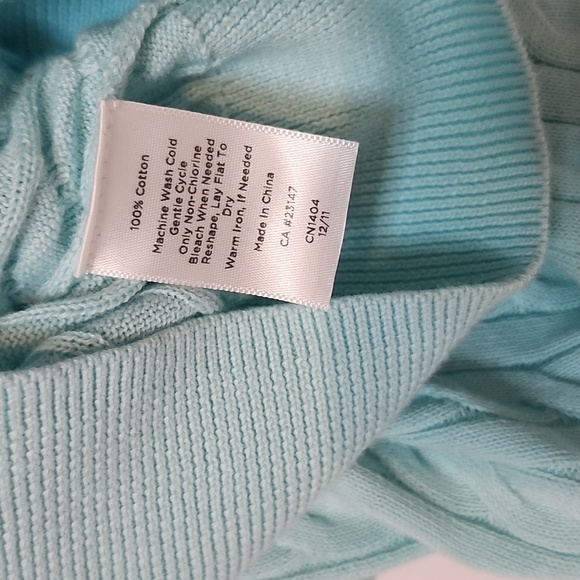 100% Cotton
Machine Wash Cold
Gentle Cycle
Only Non-Chlorine
Bleach When Needed
Reshape, Lay Flat To
Dry
Warm Iron, If Needed
Made In China
CA #23147
CN1404
12/11